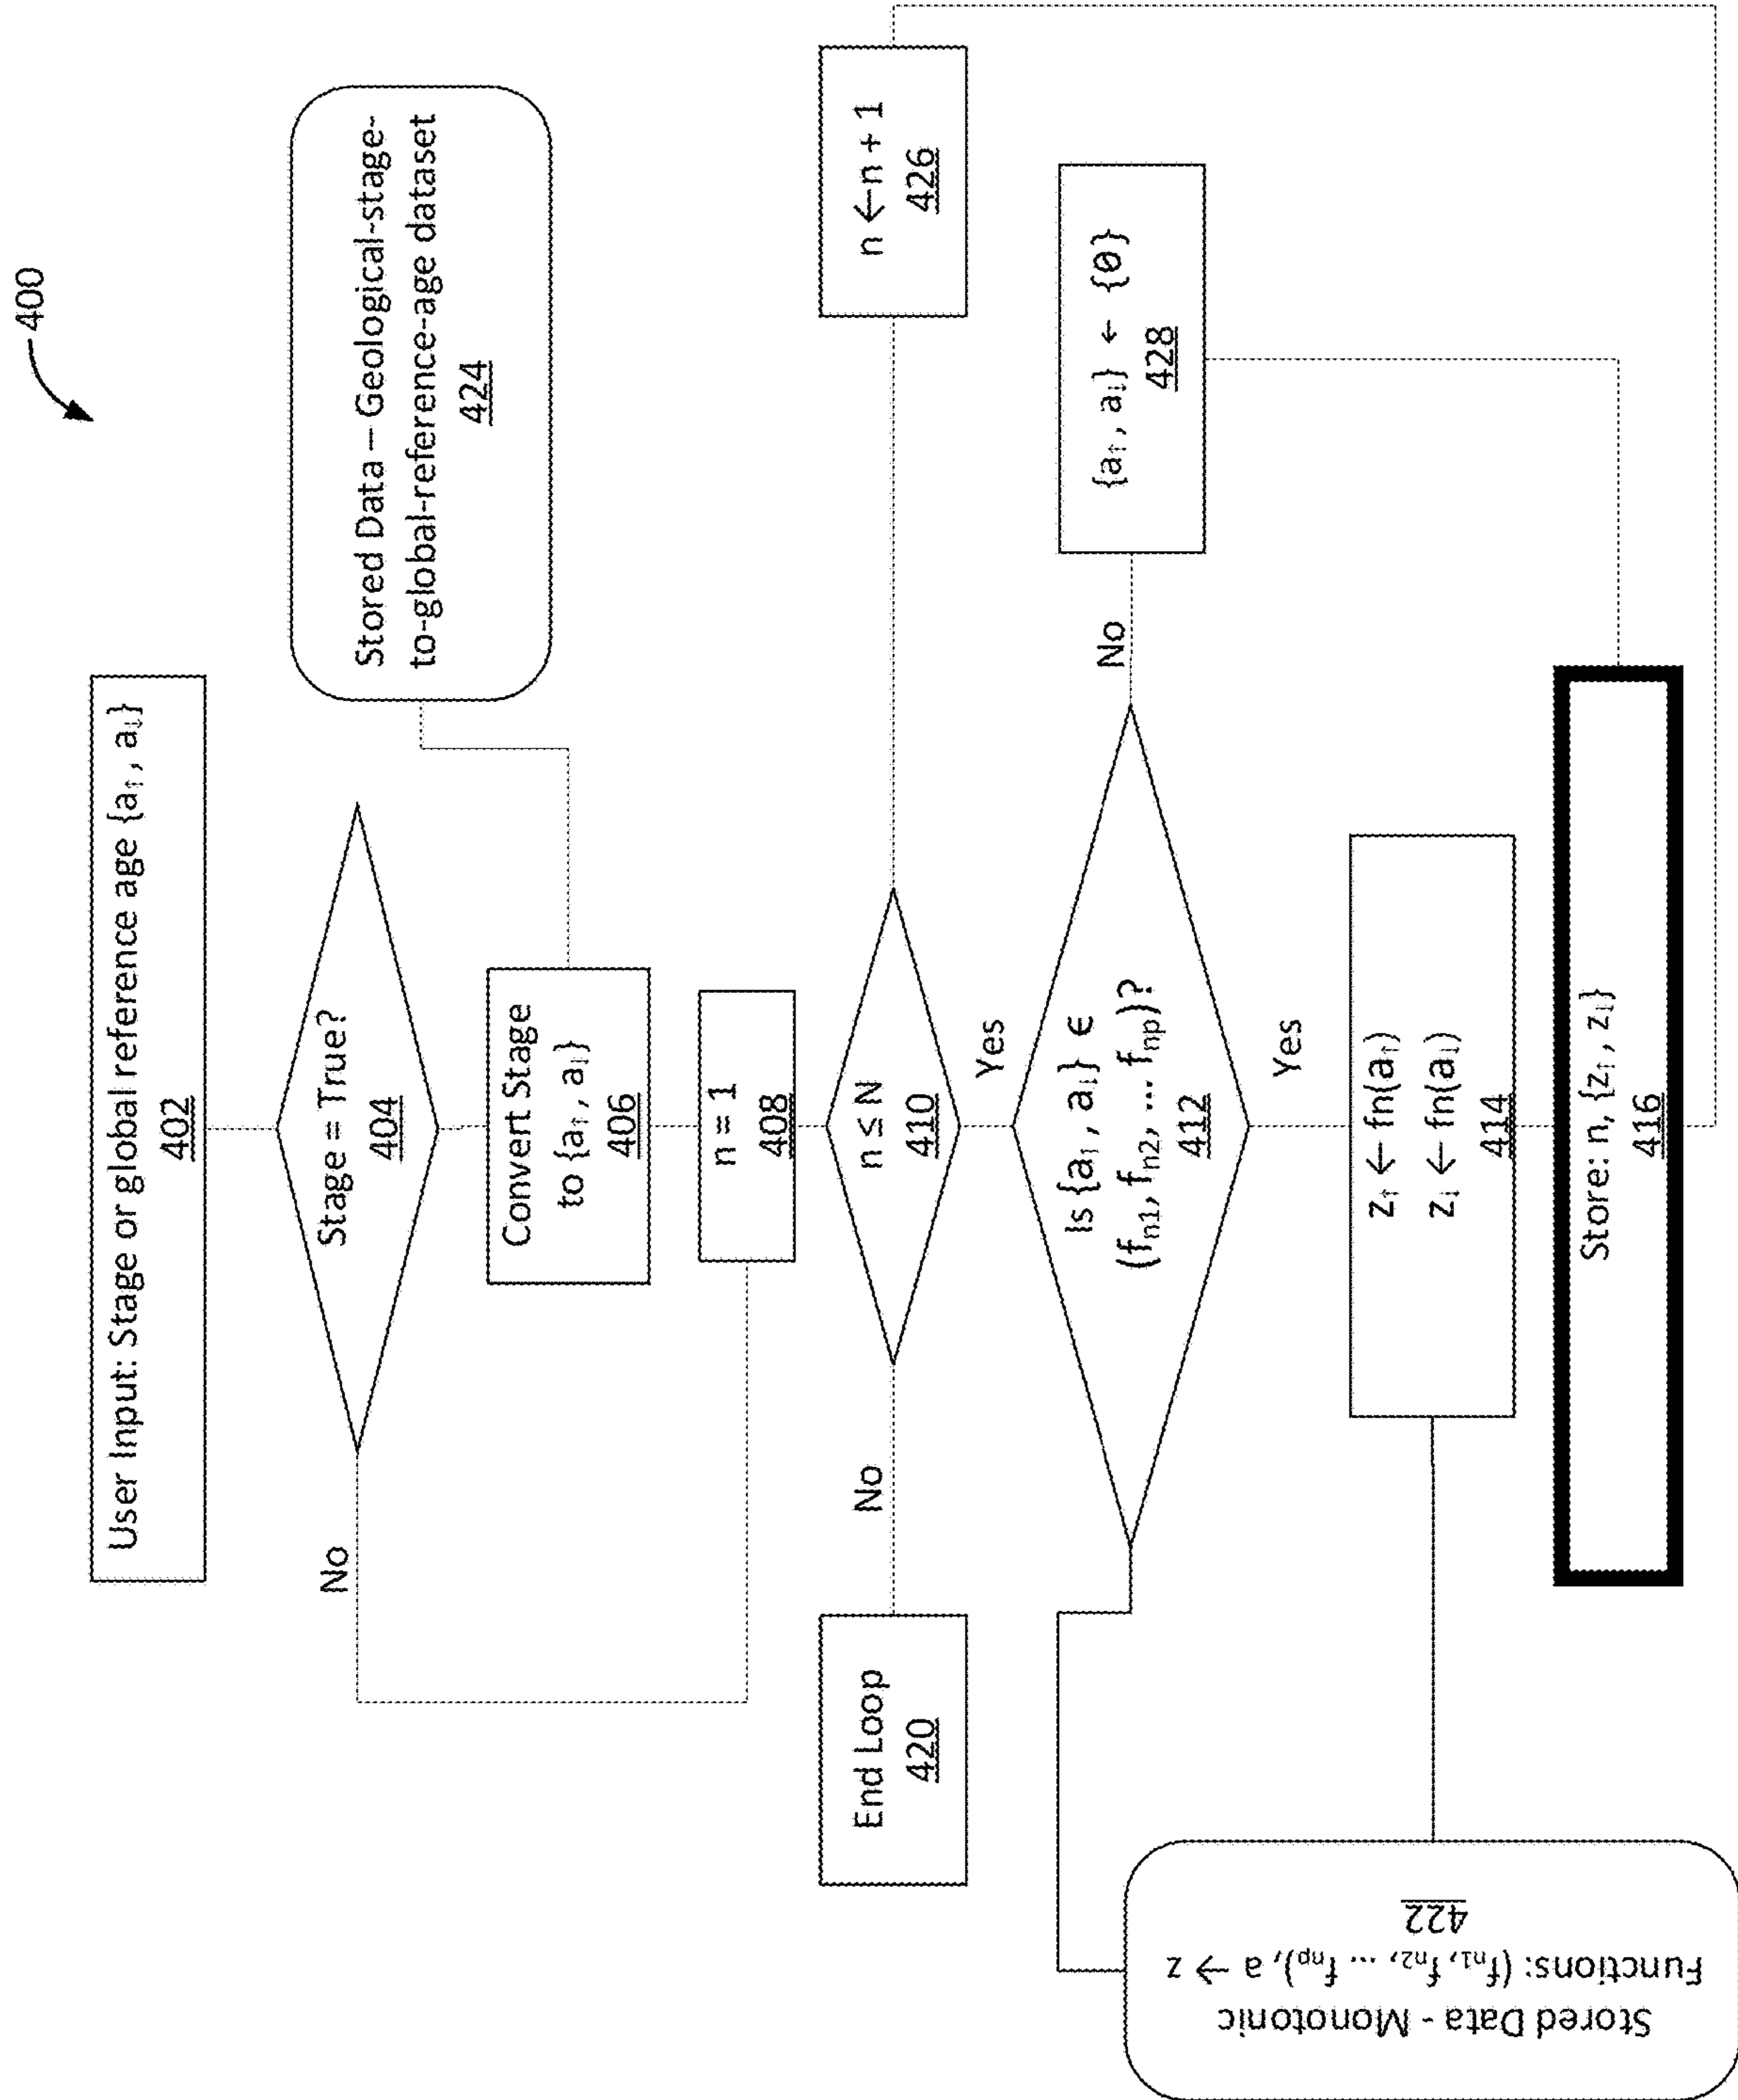 400
User Input: Stage or global reference age {a↑, a↓}
402
Stage = True?
404
No
Stored Data – Geological-stage-
to-global-reference-age dataset
424
Convert Stage
to {a↑, a↓}
406
n = 1
408
n ≤ N
410
No
End Loop
420
n ← n + 1
426
Yes
Is {a↑, a↓} ϵ
(fn1, fn2, ... fnp)?
412
No
{a↑, a↓} ← {0}
428
Yes
Stored Data - Monotonic
Functions: (fn1, fn2, ... fnp), a → z
422
z↑ ← fn(a↑)
z↓ ← fn(a↓)
414
Store: n, {z↑, z↓}
416